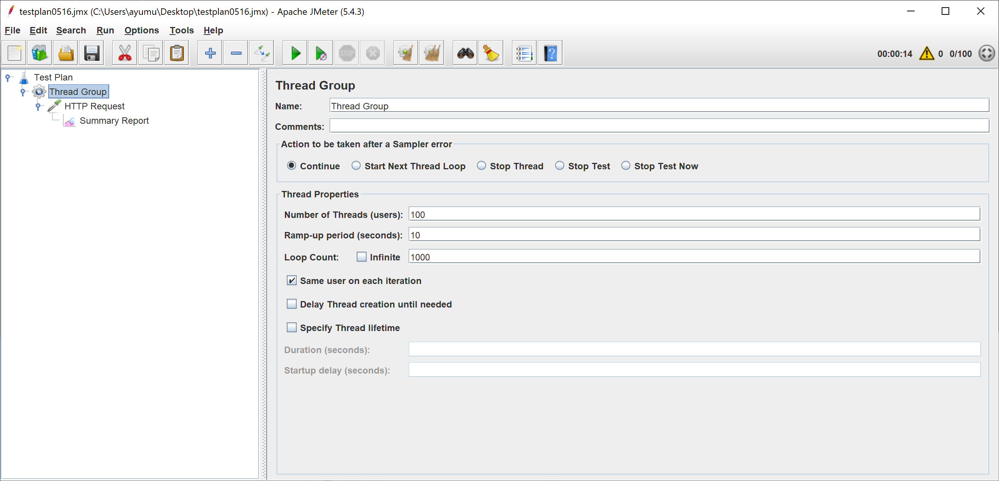 testplan0516.jmx (C:\Users\ayumu\Desktop\testplan0516.jmx) - Apache JMeter (5.4.3)
File Edit Search Run Options Tools Help
STOP
00:00:14 0 0/100
Test Plan
Thread Group
HTTP Request
Summary Report
Thread Group
Name: Thread Group
Comments:
Action to be taken after a Sampler error
Continue Start Next Thread Loop Stop Thread Stop Test Stop Test Now
Thread Properties
Number of Threads (users): 100
Ramp-up period (seconds): 10
Loop Count: Infinite 1000
Same user on each iteration
Delay Thread creation until needed
Specify Thread lifetime
Duration (seconds):
Startup delay (seconds):